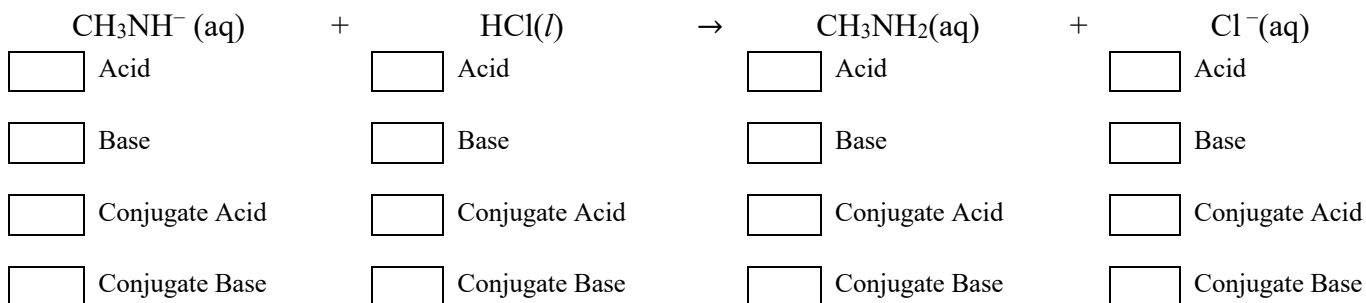 CH₃NH⁻ (aq) + HCl(l) → CH₃NH₂(aq) + Cl⁻(aq)
Acid Acid Acid Acid
Base Base Base Base
Conjugate Acid Conjugate Acid Conjugate Acid Conjugate Acid
Conjugate Base Conjugate Base Conjugate Base Conjugate Base